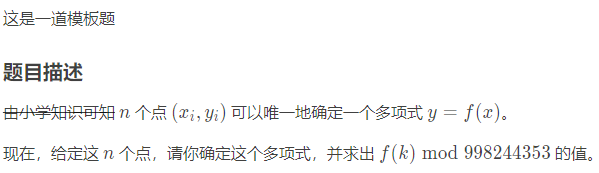 这是一道模板题
题目描述
由小学知识可知 n 个点 (x_i, y_i) 可以唯一地确定一个多项式 y = f(x)。
现在，给定这 n 个点，请你确定这个多项式，并求出 f(k) mod 998244353 的值。